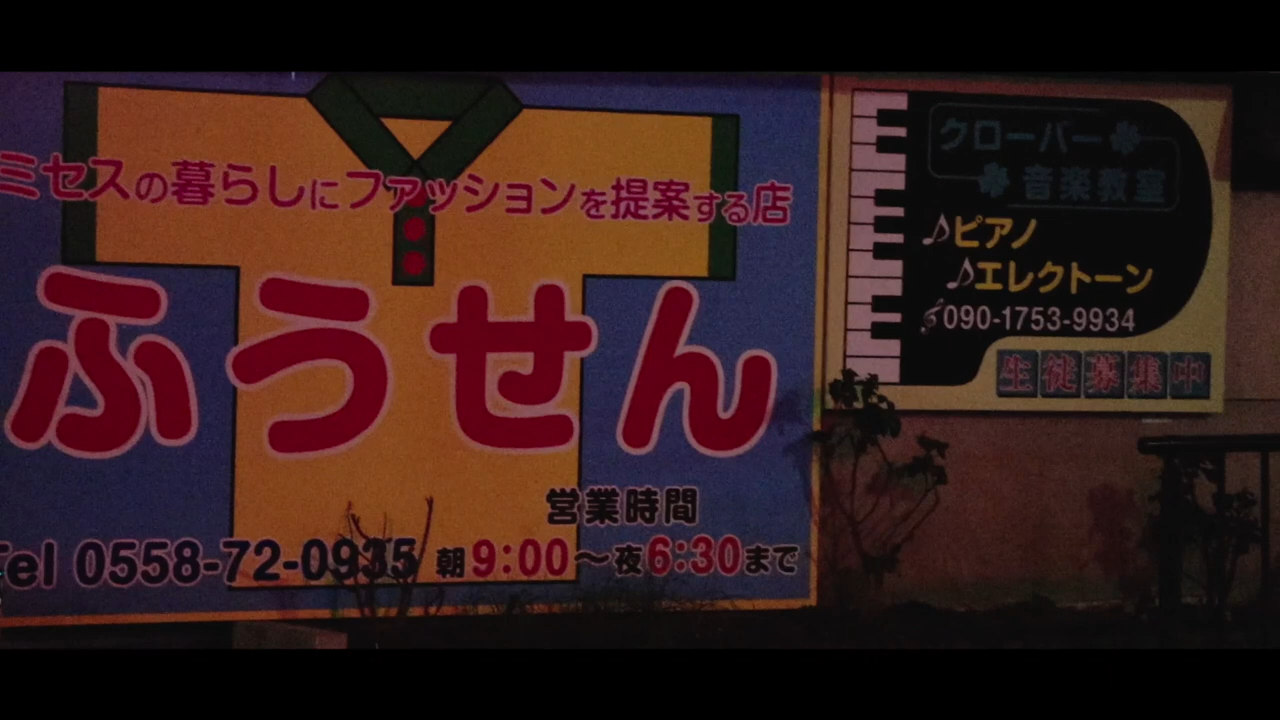 ミセスの暮らしにファッションを提案する店
ふうせん
営業時間
Tel 0558-72-0935 朝9:00〜夜6:30まで
クローバー
音楽教室
♪ピアノ
♪エレクトーン
090-1753-9934
生徒募集中